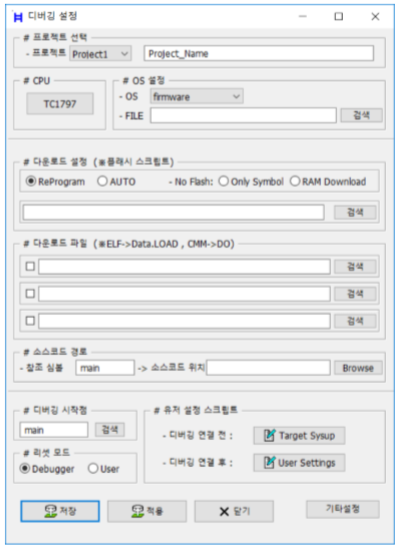 디버깅 설정
# 프로젝트 선택
- 프로젝트 Project1 Project_Name
# CPU
TC1797
# OS 설정
- OS firmware
- FILE 검색
# 다운로드 설정 (※플래시 스크립트)
ReProgram AUTO - No Flash: Only Symbol RAM Download
검색
# 다운로드 파일 (※ELF->Data.LOAD , CMM->DO)
검색
검색
검색
# 소스코드 경로
- 참조 심볼 main -> 소스코드 위치 Browse
# 디버깅 시작점
main 검색
# 리셋 모드
Debugger User
# 유저 설정 스크립트
- 디버깅 연결 전 : Target Sysup
- 디버깅 연결 후 : User Settings
저장 적용 닫기 기타설정